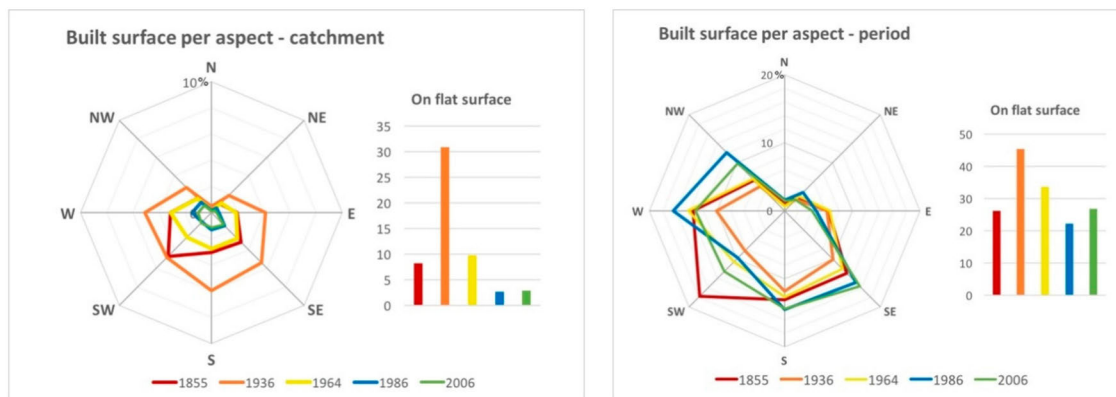 Built surface per aspect - catchment
N
10%
NW
NE
W
0
E
SW
SE
S
On flat surface
35
30
25
20
15
10
5
0
1855 1936 1964 1986 2006
Built surface per aspect - period
N
20%
NW
NE
10
W
0
E
SW
SE
S
On flat surface
50
40
30
20
10
0
1855 1936 1964 1986 2006